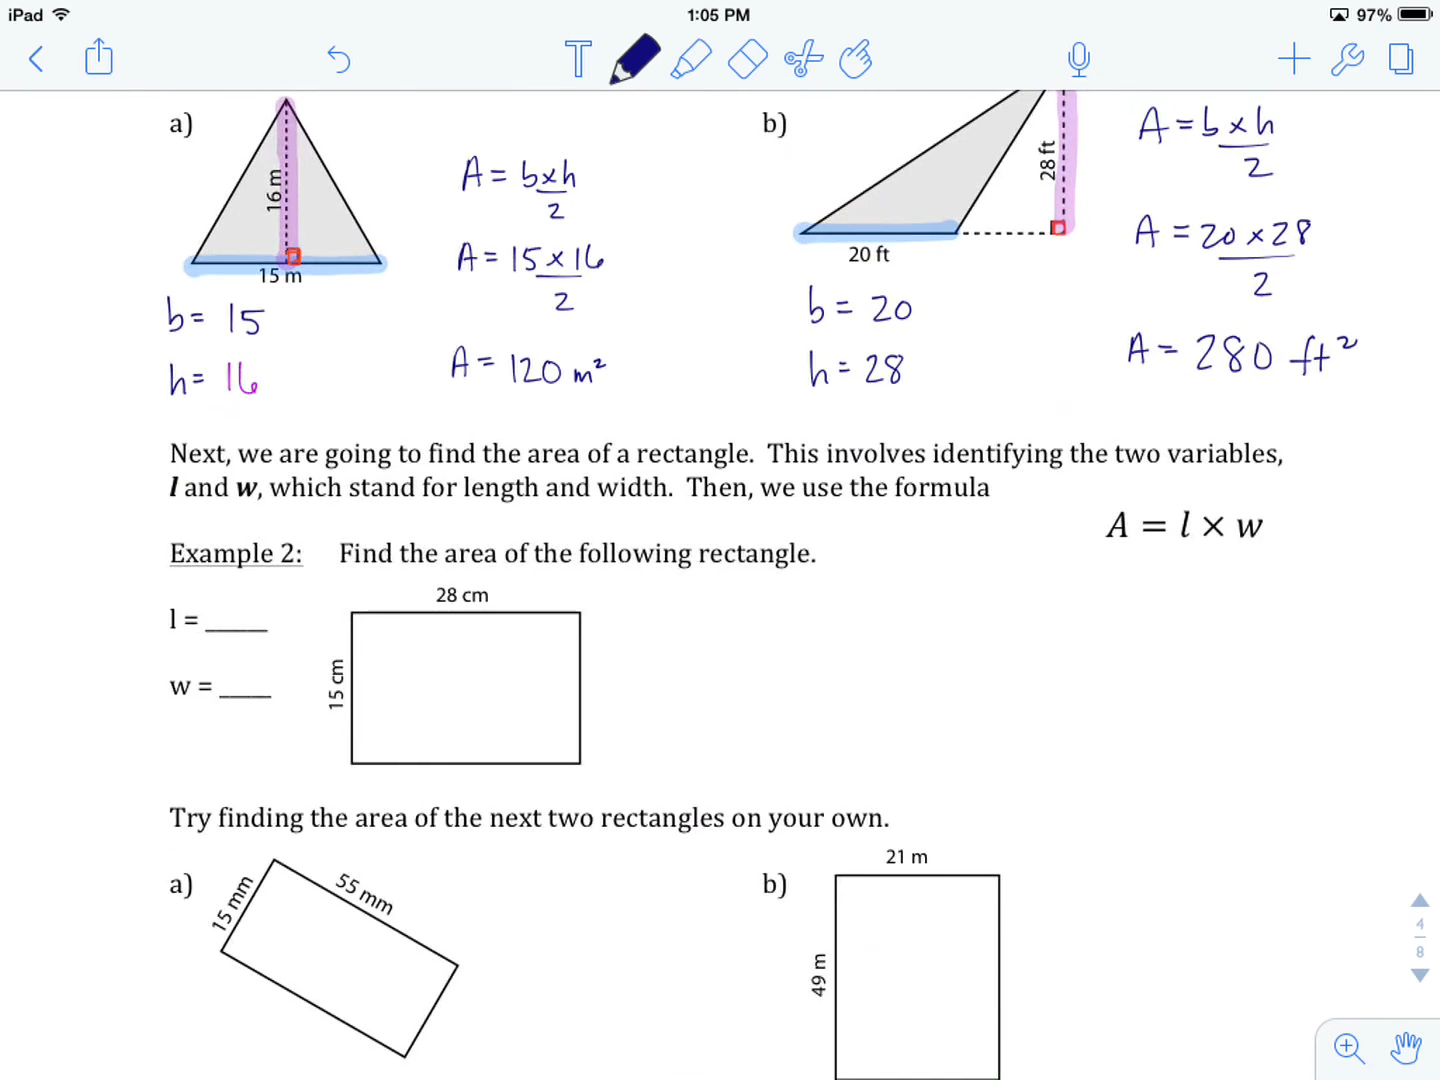 iPad 1:05 PM 97%
T
a)
16 m
15 m
b = 15
h = 16
A = b×h/2
A = 15 × 16/2
A = 120 m²
b)
28 ft
20 ft
b = 20
h = 28
A = b×h/2
A = 20 × 28/2
A = 280 ft²
Next, we are going to find the area of a rectangle. This involves identifying the two variables,
l and w, which stand for length and width. Then, we use the formula
A = l × w
Example 2: Find the area of the following rectangle.
28 cm
l = _____
15 cm
w = ____
Try finding the area of the next two rectangles on your own.
a)
15 mm
55 mm
b)
21 m
49 m
4
8